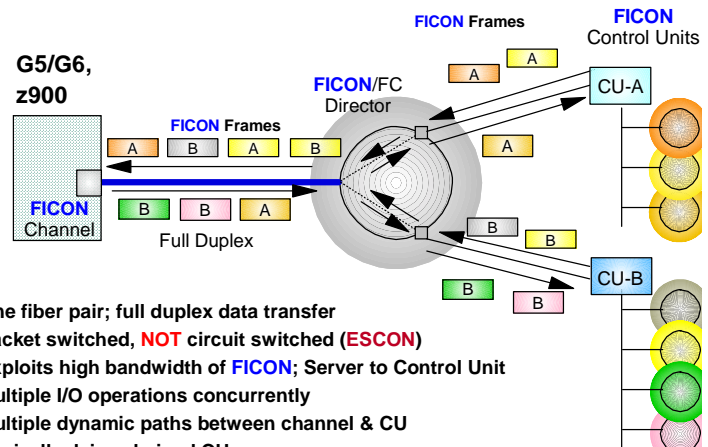 FICON Frames
FICON
Control Units
G5/G6,
z900
FICON/FC
Director
A
A
CU-A
FICON Frames
A
B
A
B
A
FICON
Channel
B
B
A
Full Duplex
B
B
CU-B
B
B
ne fiber pair; full duplex data transfer
acket switched, NOT circuit switched (ESCON)
xploits high bandwidth of FICON; Server to Control Unit
ultiple I/O operations concurrently
ultiple dynamic paths between channel & CU